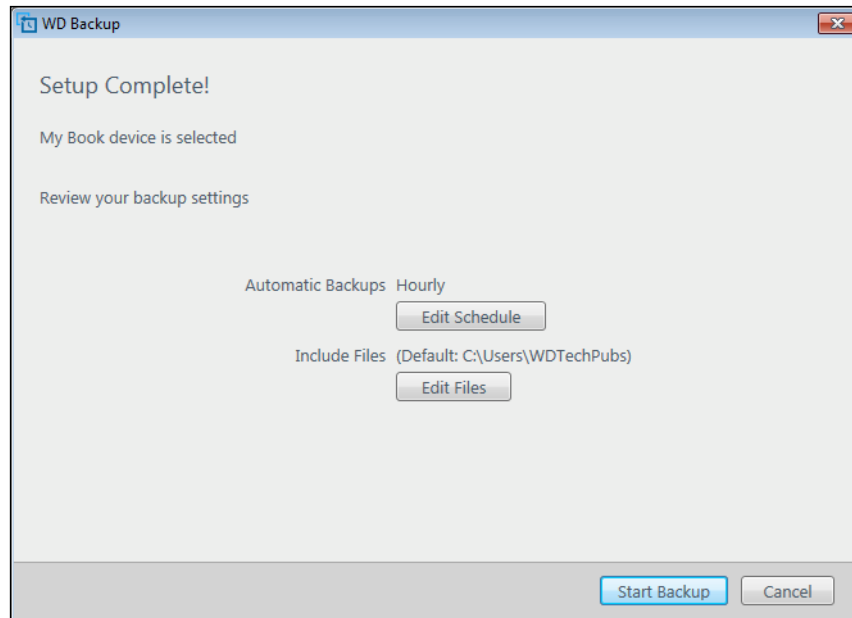 WD Backup
Setup Complete!
My Book device is selected
Review your backup settings
Automatic Backups Hourly
Edit Schedule
Include Files (Default: C:\Users\WDTechPubs)
Edit Files
Start Backup Cancel